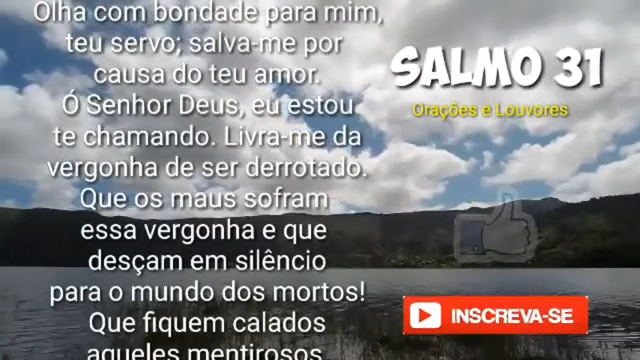 Olha com bondade para mim,
teu servo; salva-me por
causa do teu amor.
Ó Senhor Deus, eu estou
te chamando. Livra-me da
vergonha de ser derrotado.
Que os maus sofram
essa vergonha e que
desçam em silêncio
para o mundo dos mortos!
Que fiquem calados
aqueles mentirosos
SALMO 31
Orações e Louvores
INSCREVA-SE